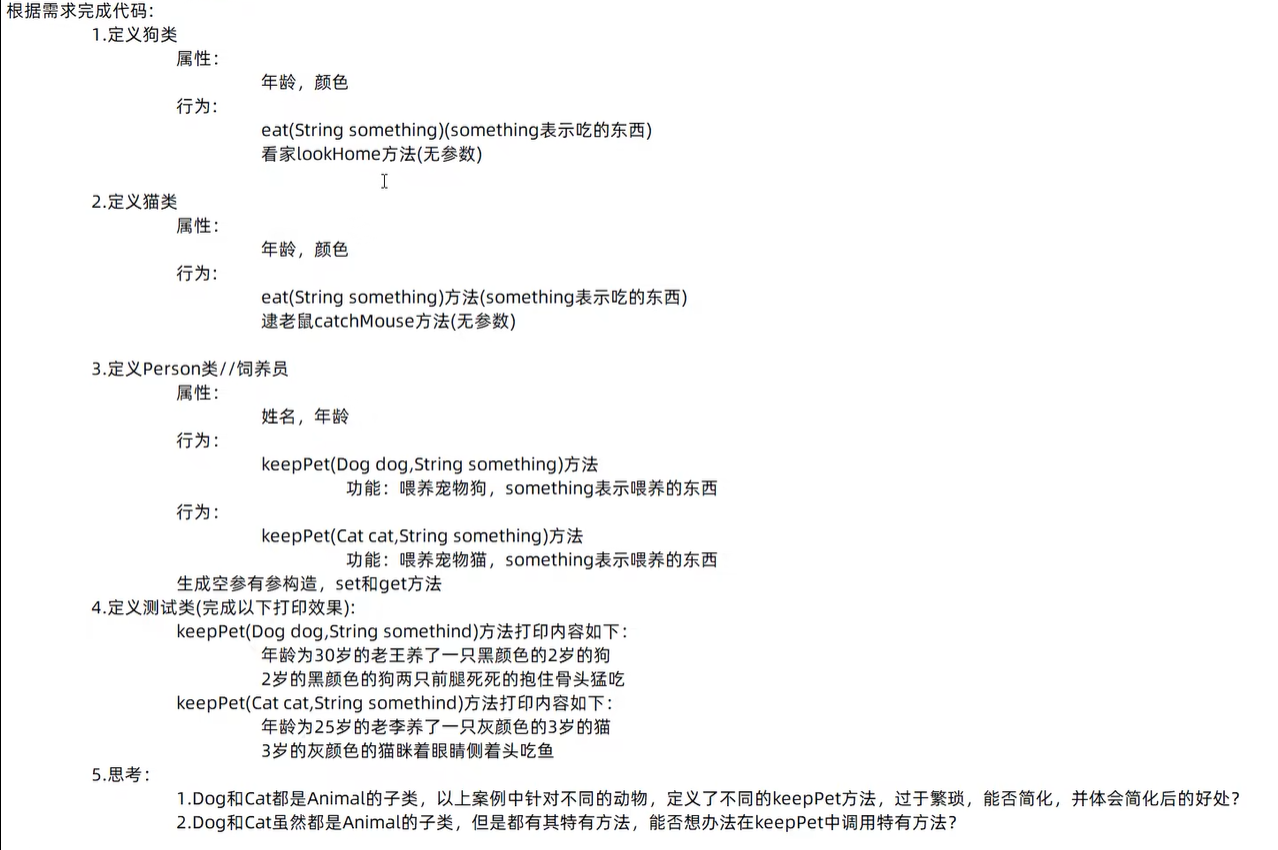 根据需求完成代码：
1.定义狗类
属性：
年龄，颜色
行为：
eat(String something)(something表示吃的东西)
看家lookHome方法(无参数)
2.定义猫类
属性：
年龄，颜色
行为：
eat(String something)方法(something表示吃的东西)
逮老鼠catchMouse方法(无参数)
3.定义Person类//饲养员
属性：
姓名，年龄
行为：
keepPet(Dog dog,String something)方法
功能：喂养宠物狗，something表示喂养的东西
行为：
keepPet(Cat cat,String something)方法
功能：喂养宠物猫，something表示喂养的东西
生成空参有参构造，set和get方法
4.定义测试类(完成以下打印效果)：
keepPet(Dog dog,String somethind)方法打印内容如下：
年龄为30岁的老王养了一只黑颜色的2岁的狗
2岁的黑颜色的狗两只前腿死死的抱住骨头猛吃
keepPet(Cat cat,String somethind)方法打印内容如下：
年龄为25岁的老李养了一只灰颜色的3岁的猫
3岁的灰颜色的猫眯着眼睛侧着头吃鱼
5.思考：
1.Dog和Cat都是Animal的子类，以上案例中针对不同的动物，定义了不同的keepPet方法，过于繁琐，能否简化，并体会简化后的好处？
2.Dog和Cat虽然都是Animal的子类，但是都有其特有方法，能否想办法在keepPet中调用特有方法？